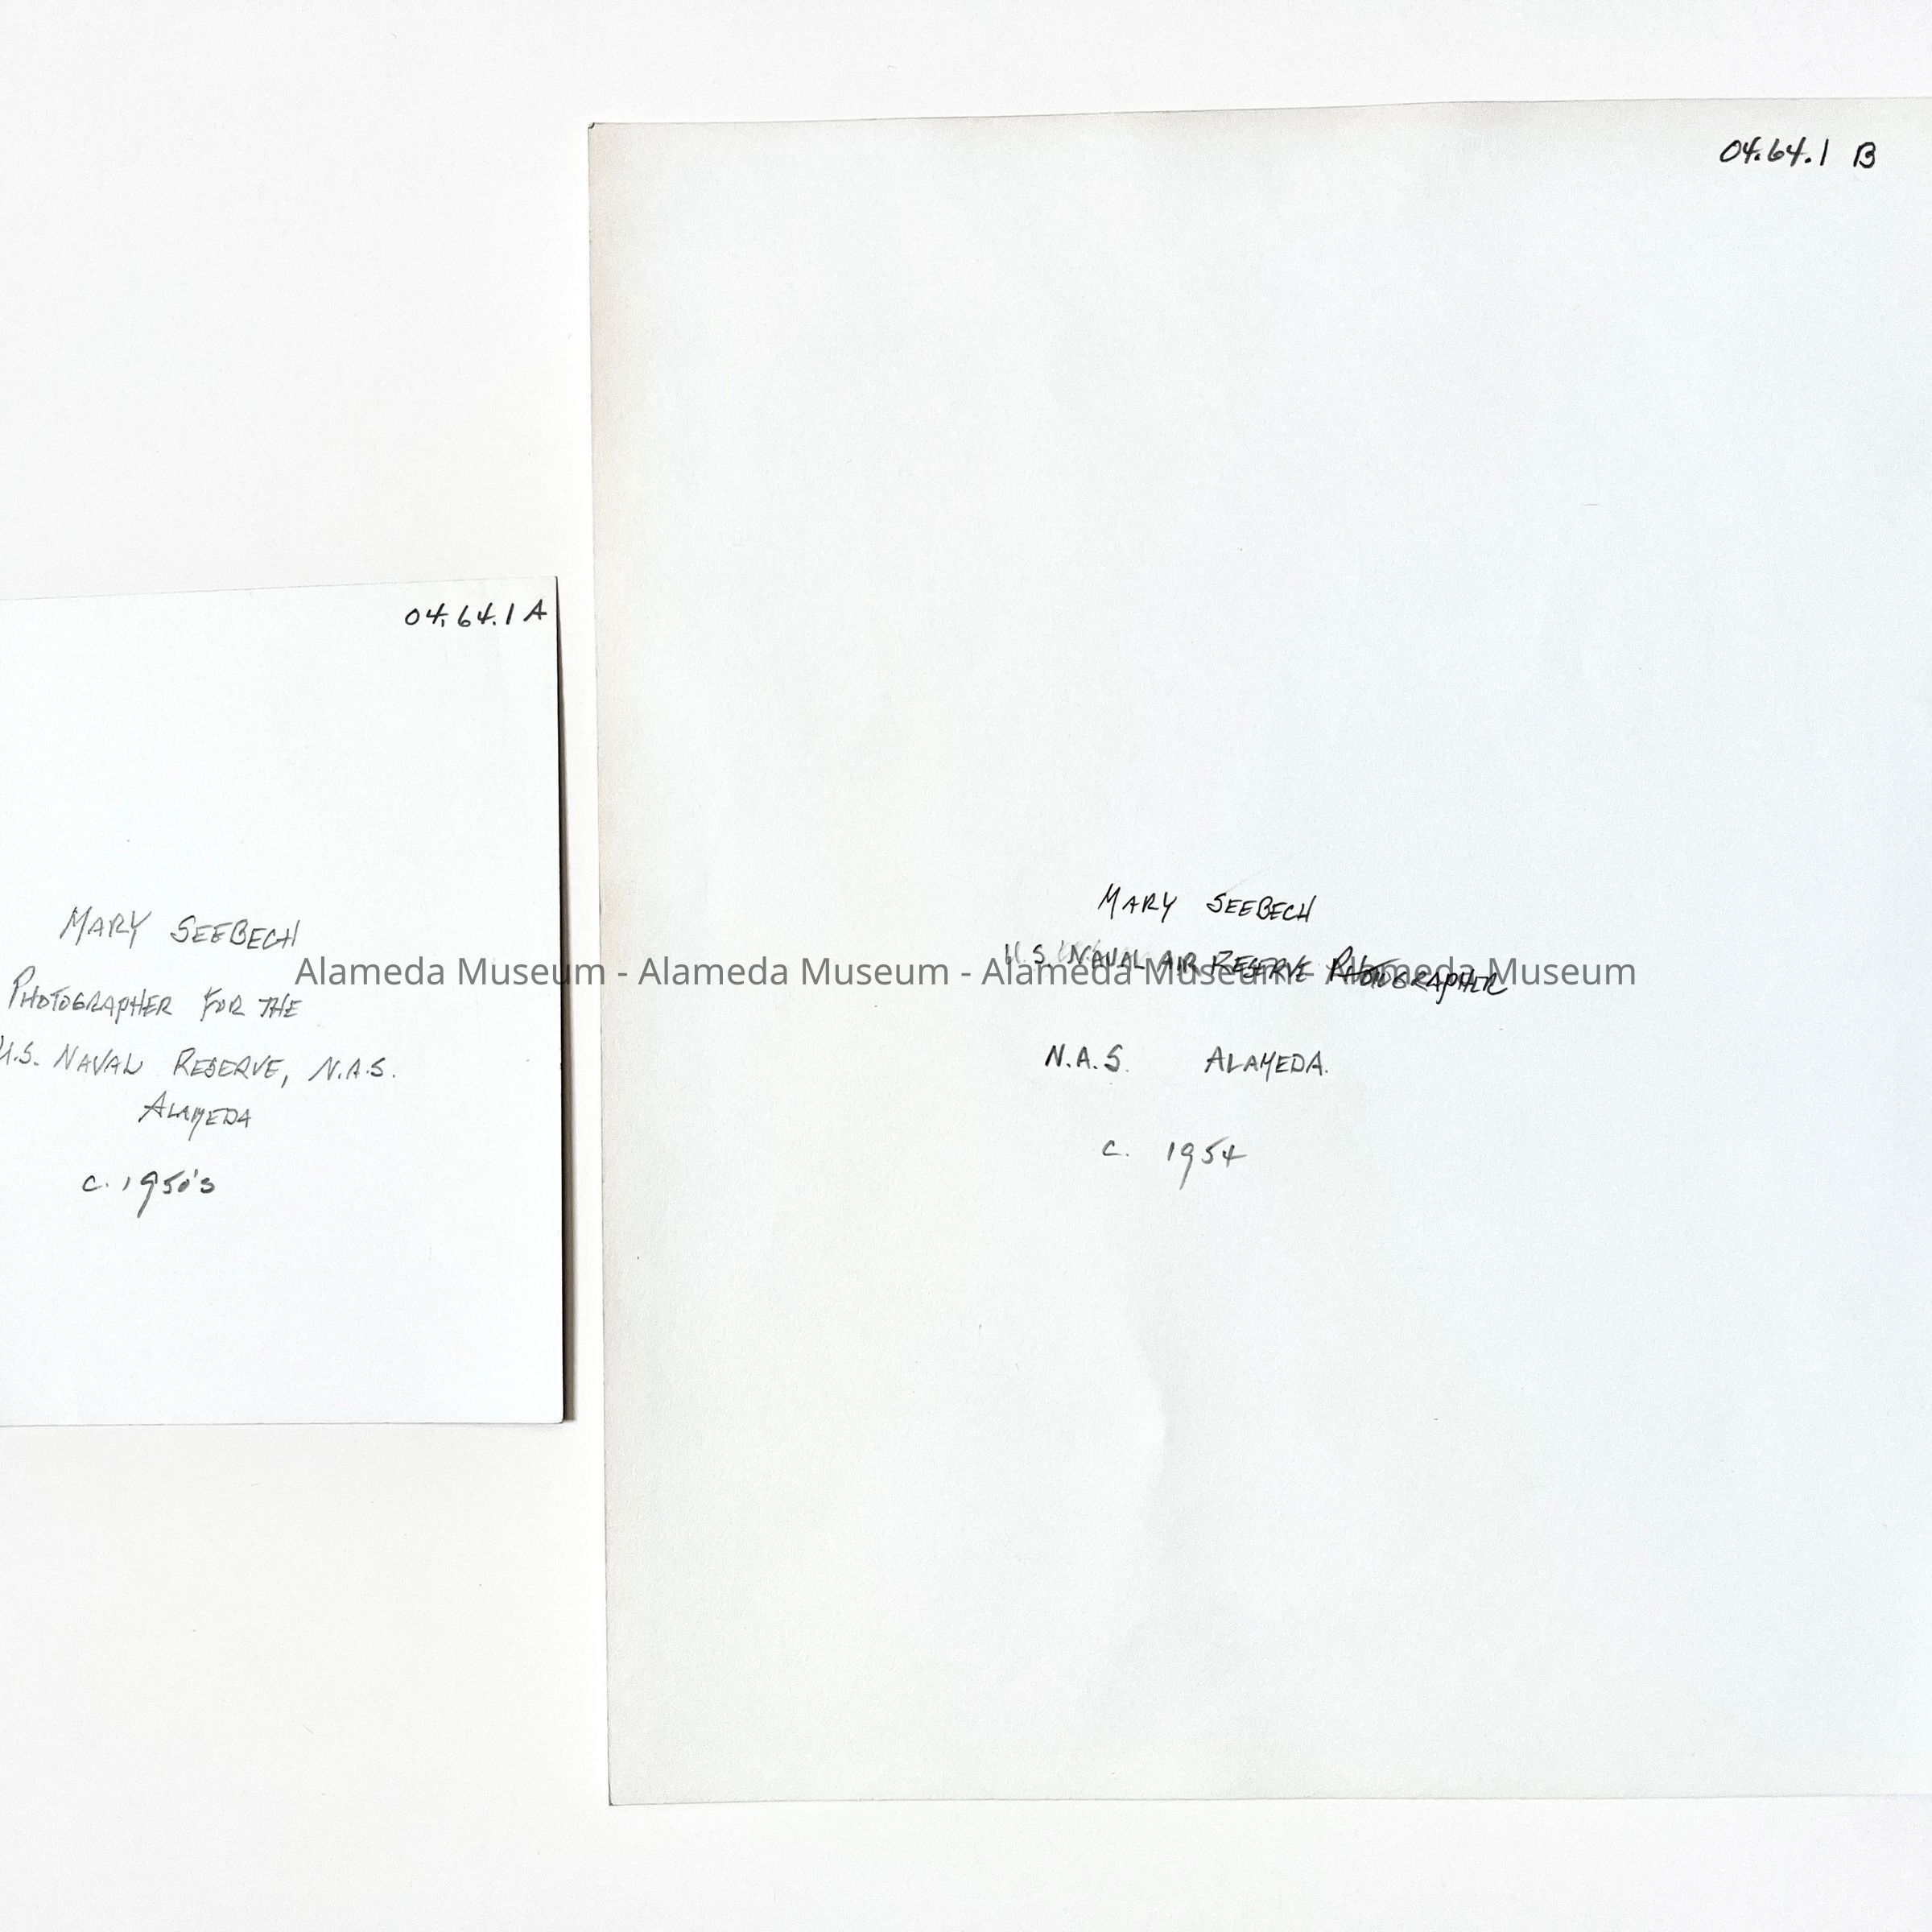 04.64.1 A
MARY SEEBECH
PHOTOGRAPHER FOR THE
U.S. NAVAL RESERVE, N.A.S.
ALAMEDA
c. 1950's
04.64.1 B
MARY SEEBECH
U.S. NAVAL AIR RESERVE PHOTOGRAPHER
N.A.S. ALAMEDA.
c. 1954
Alameda Museum - Alameda Museum - Alameda Museum - Alameda Museum